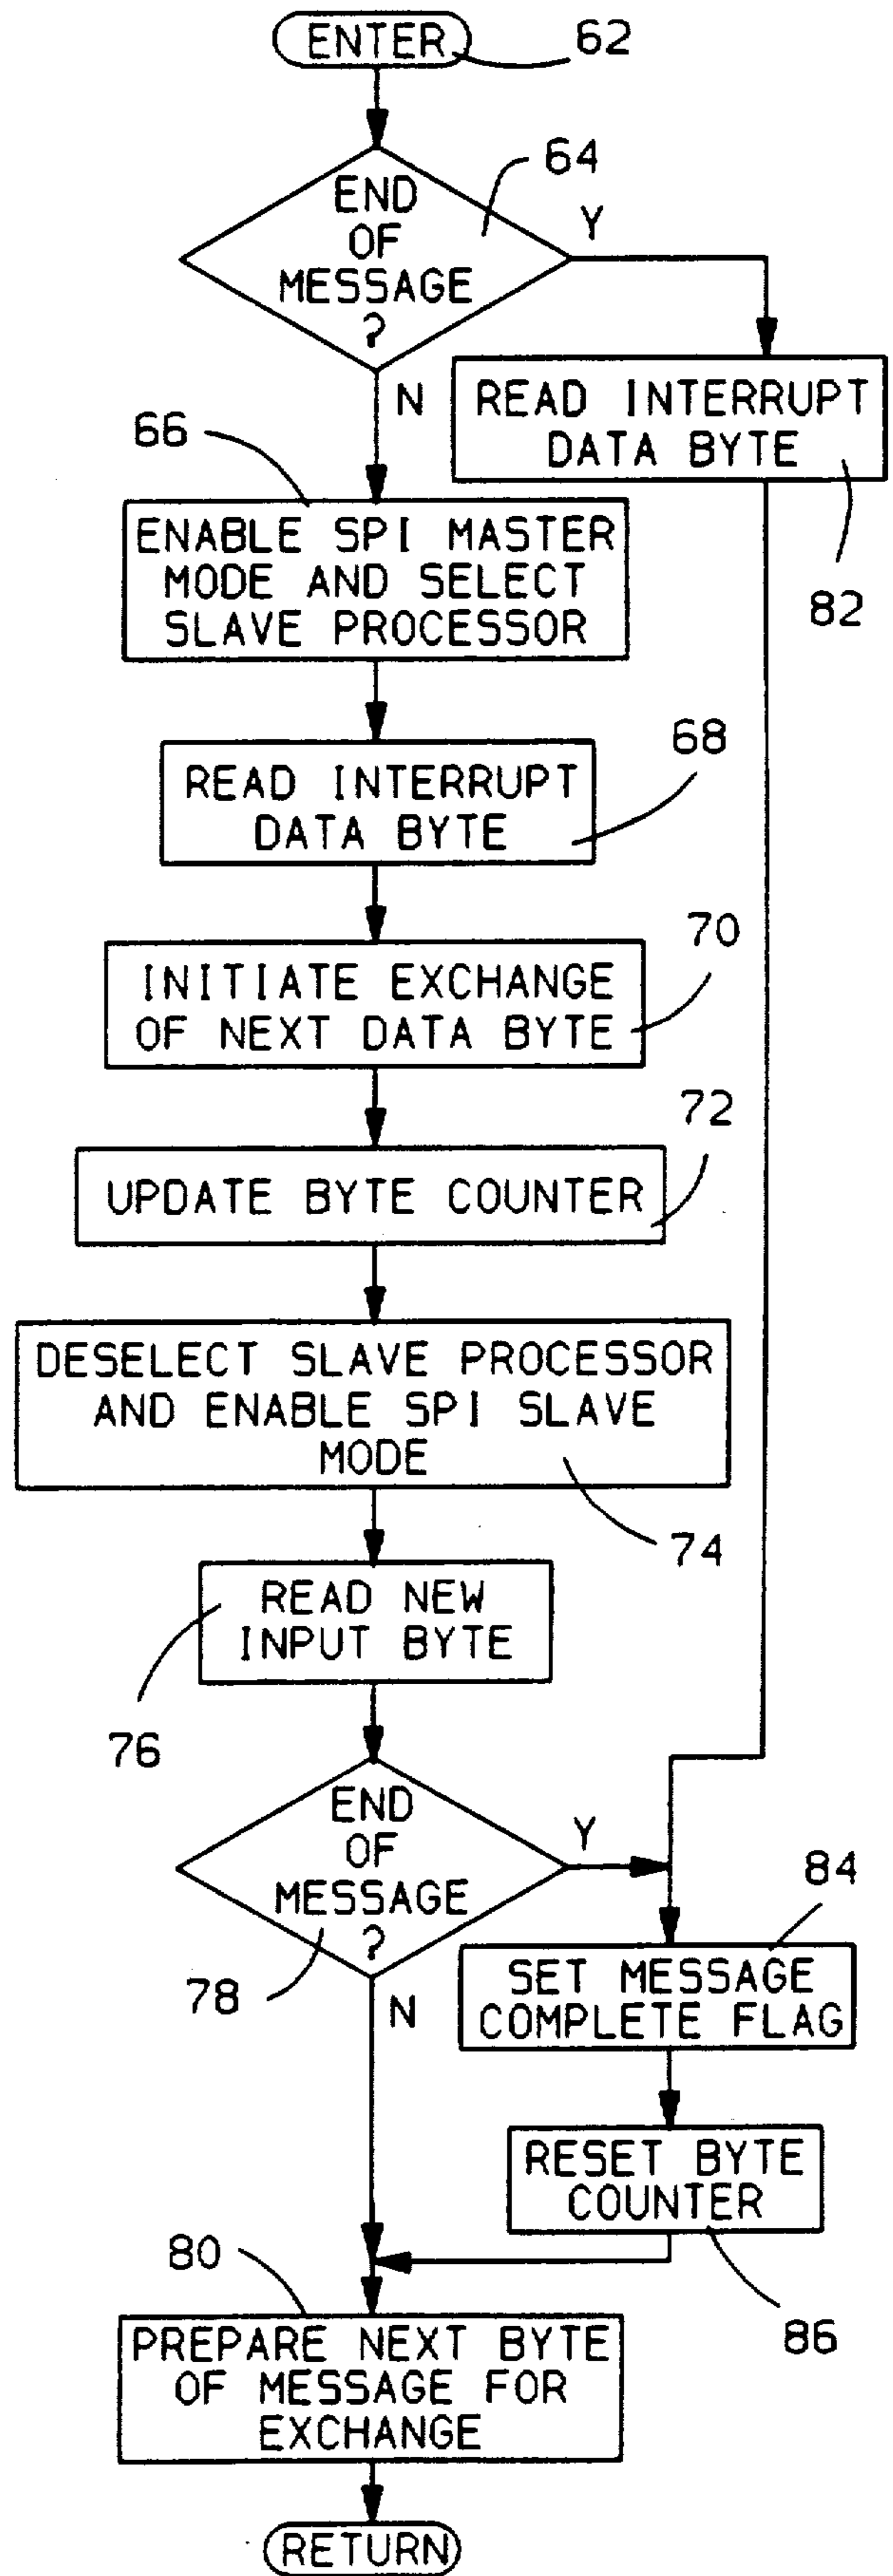 ENTER
62
64
END
OF
MESSAGE
?
Y
N
READ INTERRUPT
DATA BYTE
82
66
ENABLE SPI MASTER
MODE AND SELECT
SLAVE PROCESSOR
68
READ INTERRUPT
DATA BYTE
70
INITIATE EXCHANGE
OF NEXT DATA BYTE
72
UPDATE BYTE COUNTER
DESELECT SLAVE PROCESSOR
AND ENABLE SPI SLAVE
MODE
74
READ NEW
INPUT BYTE
76
END
OF
MESSAGE
?
Y
78
N
84
SET MESSAGE
COMPLETE FLAG
RESET BYTE
COUNTER
86
80
PREPARE NEXT BYTE
OF MESSAGE FOR
EXCHANGE
RETURN